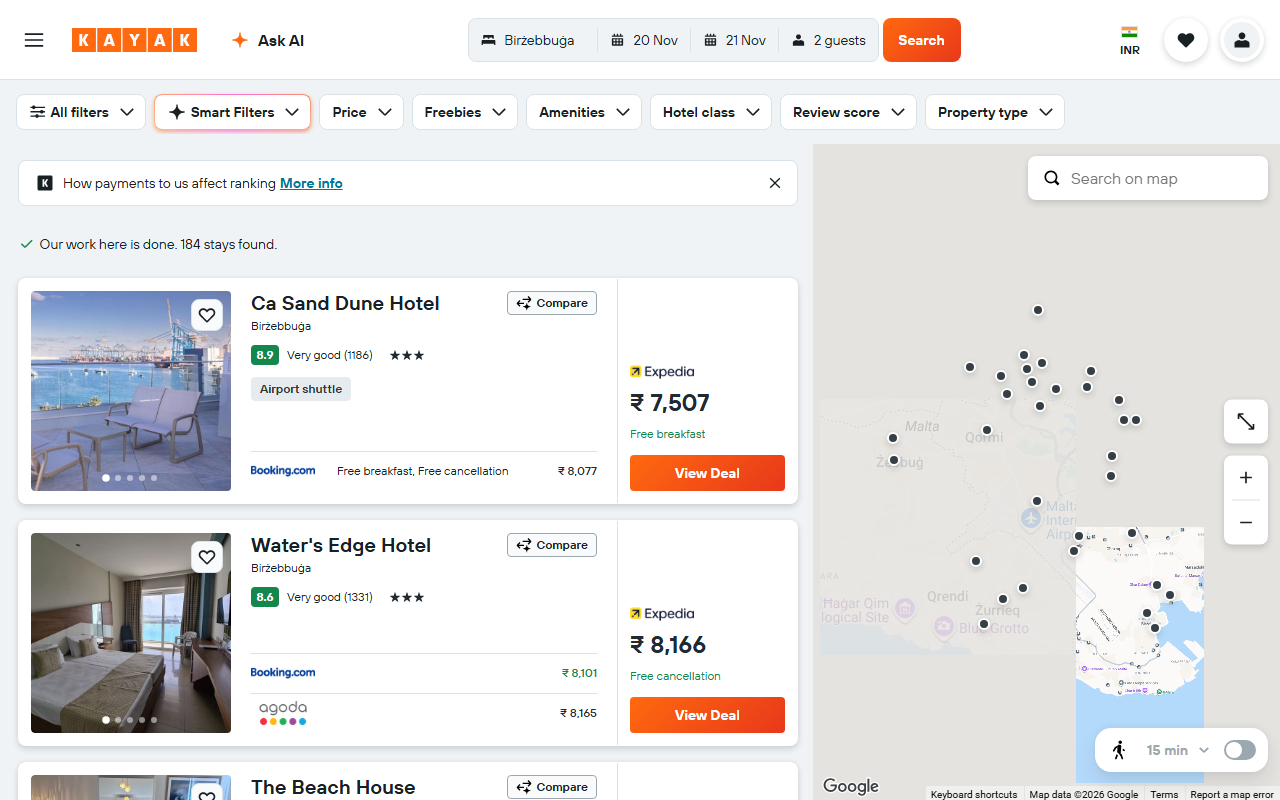 KAYAK
Ask AI
Birżebbuġa
20 Nov
21 Nov
2 guests
Search
INR
All filters
Smart Filters
Price
Freebies
Amenities
Hotel class
Review score
Property type
How payments to us affect ranking More info
Search on map
Our work here is done. 184 stays found.
Ca Sand Dune Hotel
Compare
Birżebbuġa
8.9 Very good (1186)
Airport shuttle
Booking.com Free breakfast, Free cancellation ₹ 8,077
Expedia
₹ 7,507
Free breakfast
View Deal
Water's Edge Hotel
Compare
Birżebbuġa
8.6 Very good (1331)
Booking.com ₹ 8,101
agoda ₹ 8,165
Expedia
₹ 8,166
Free cancellation
View Deal
The Beach House
Compare
Malta
Qormi
Żebbuġ
Malta
Intern
Airp
ARA
Ħaġar Qim
logical Site
Qrendi
Żurrieq
Blue Grotto
15 min
Google
Keyboard shortcuts
Map data ©2026 Google
Terms
Report a map error